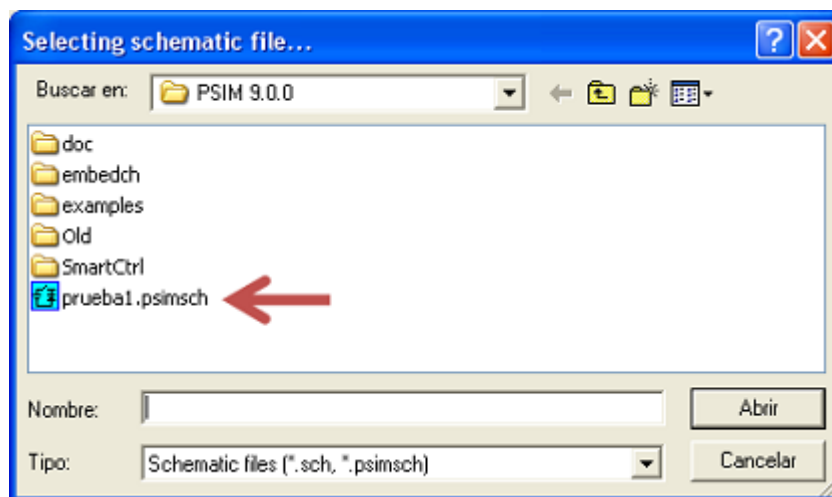 Selecting schematic file...
Buscar en: PSIM 9.0.0
doc
embedch
examples
Old
SmartCtrl
prueba1.psimsch
Nombre: Abrir
Tipo: Schematic files (*.sch, *.psimsch) Cancelar